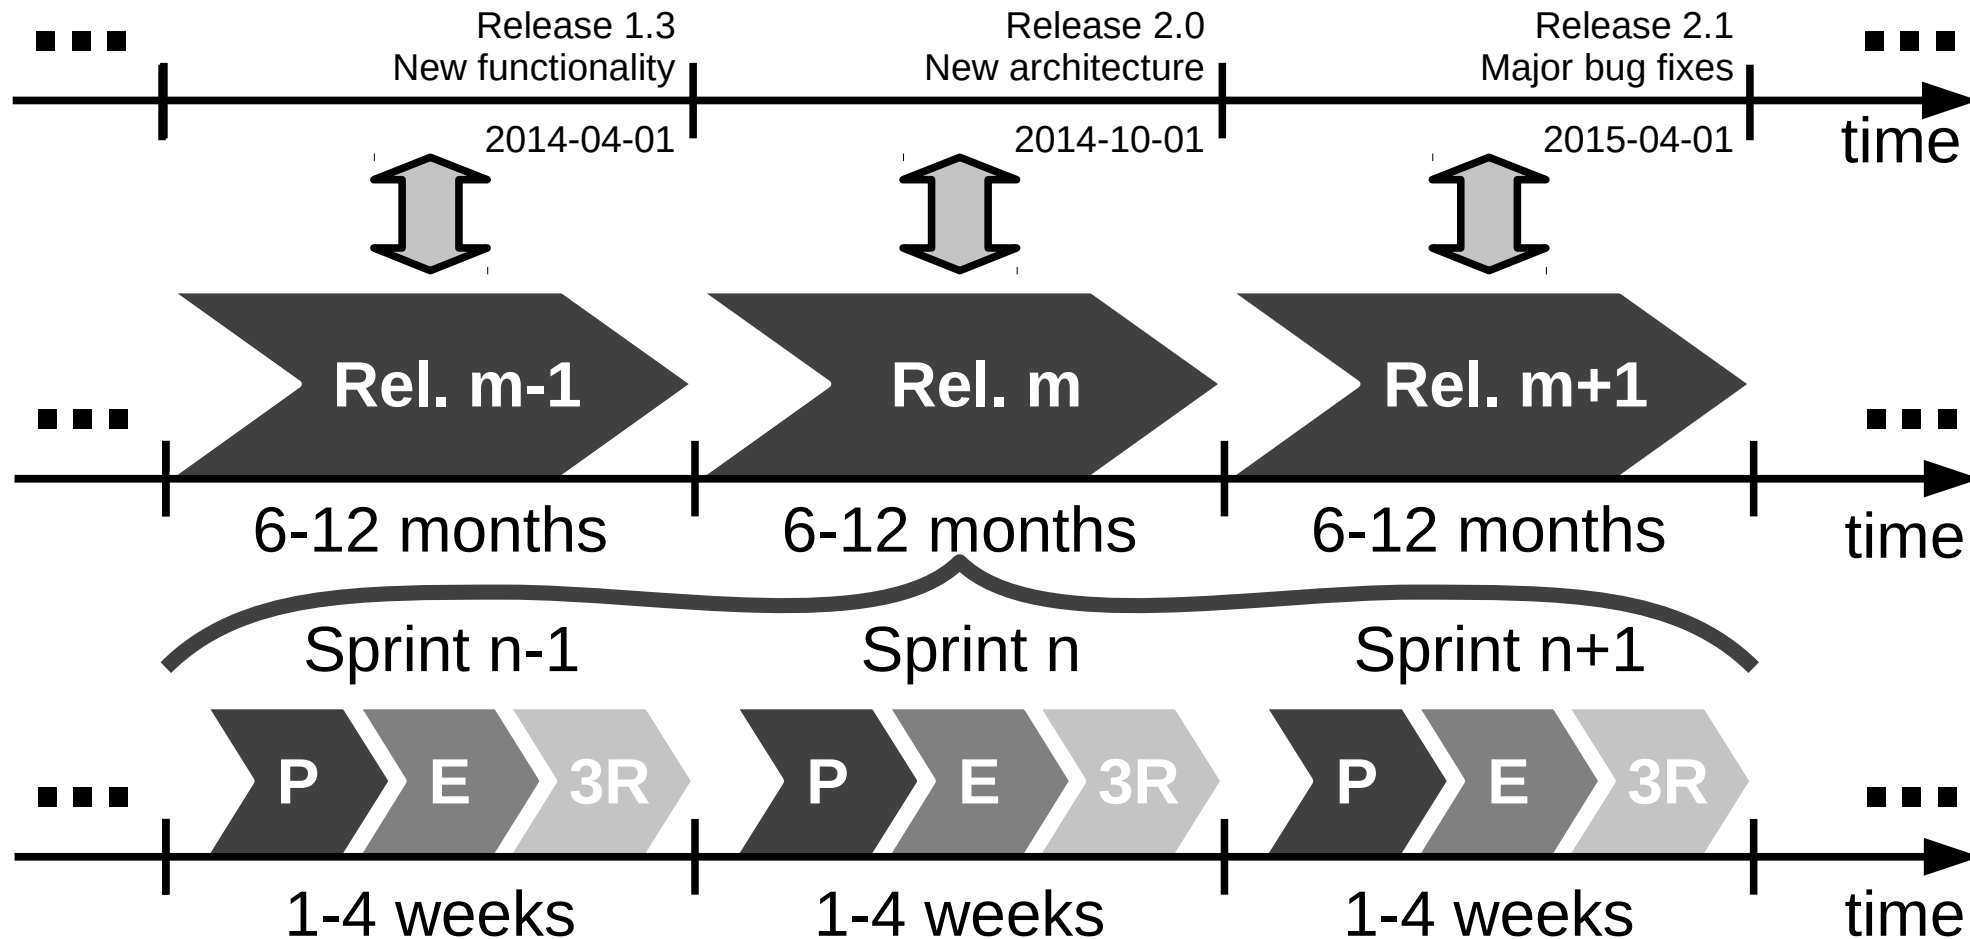 Release 1.3
New functionality
2014-04-01
Release 2.0
New architecture
2014-10-01
Release 2.1
Major bug fixes
2015-04-01
time
Rel. m-1
Rel. m
Rel. m+1
6-12 months
6-12 months
6-12 months
time
Sprint n-1
Sprint n
Sprint n+1
P
E
3R
P
E
3R
P
E
3R
1-4 weeks
1-4 weeks
1-4 weeks
time